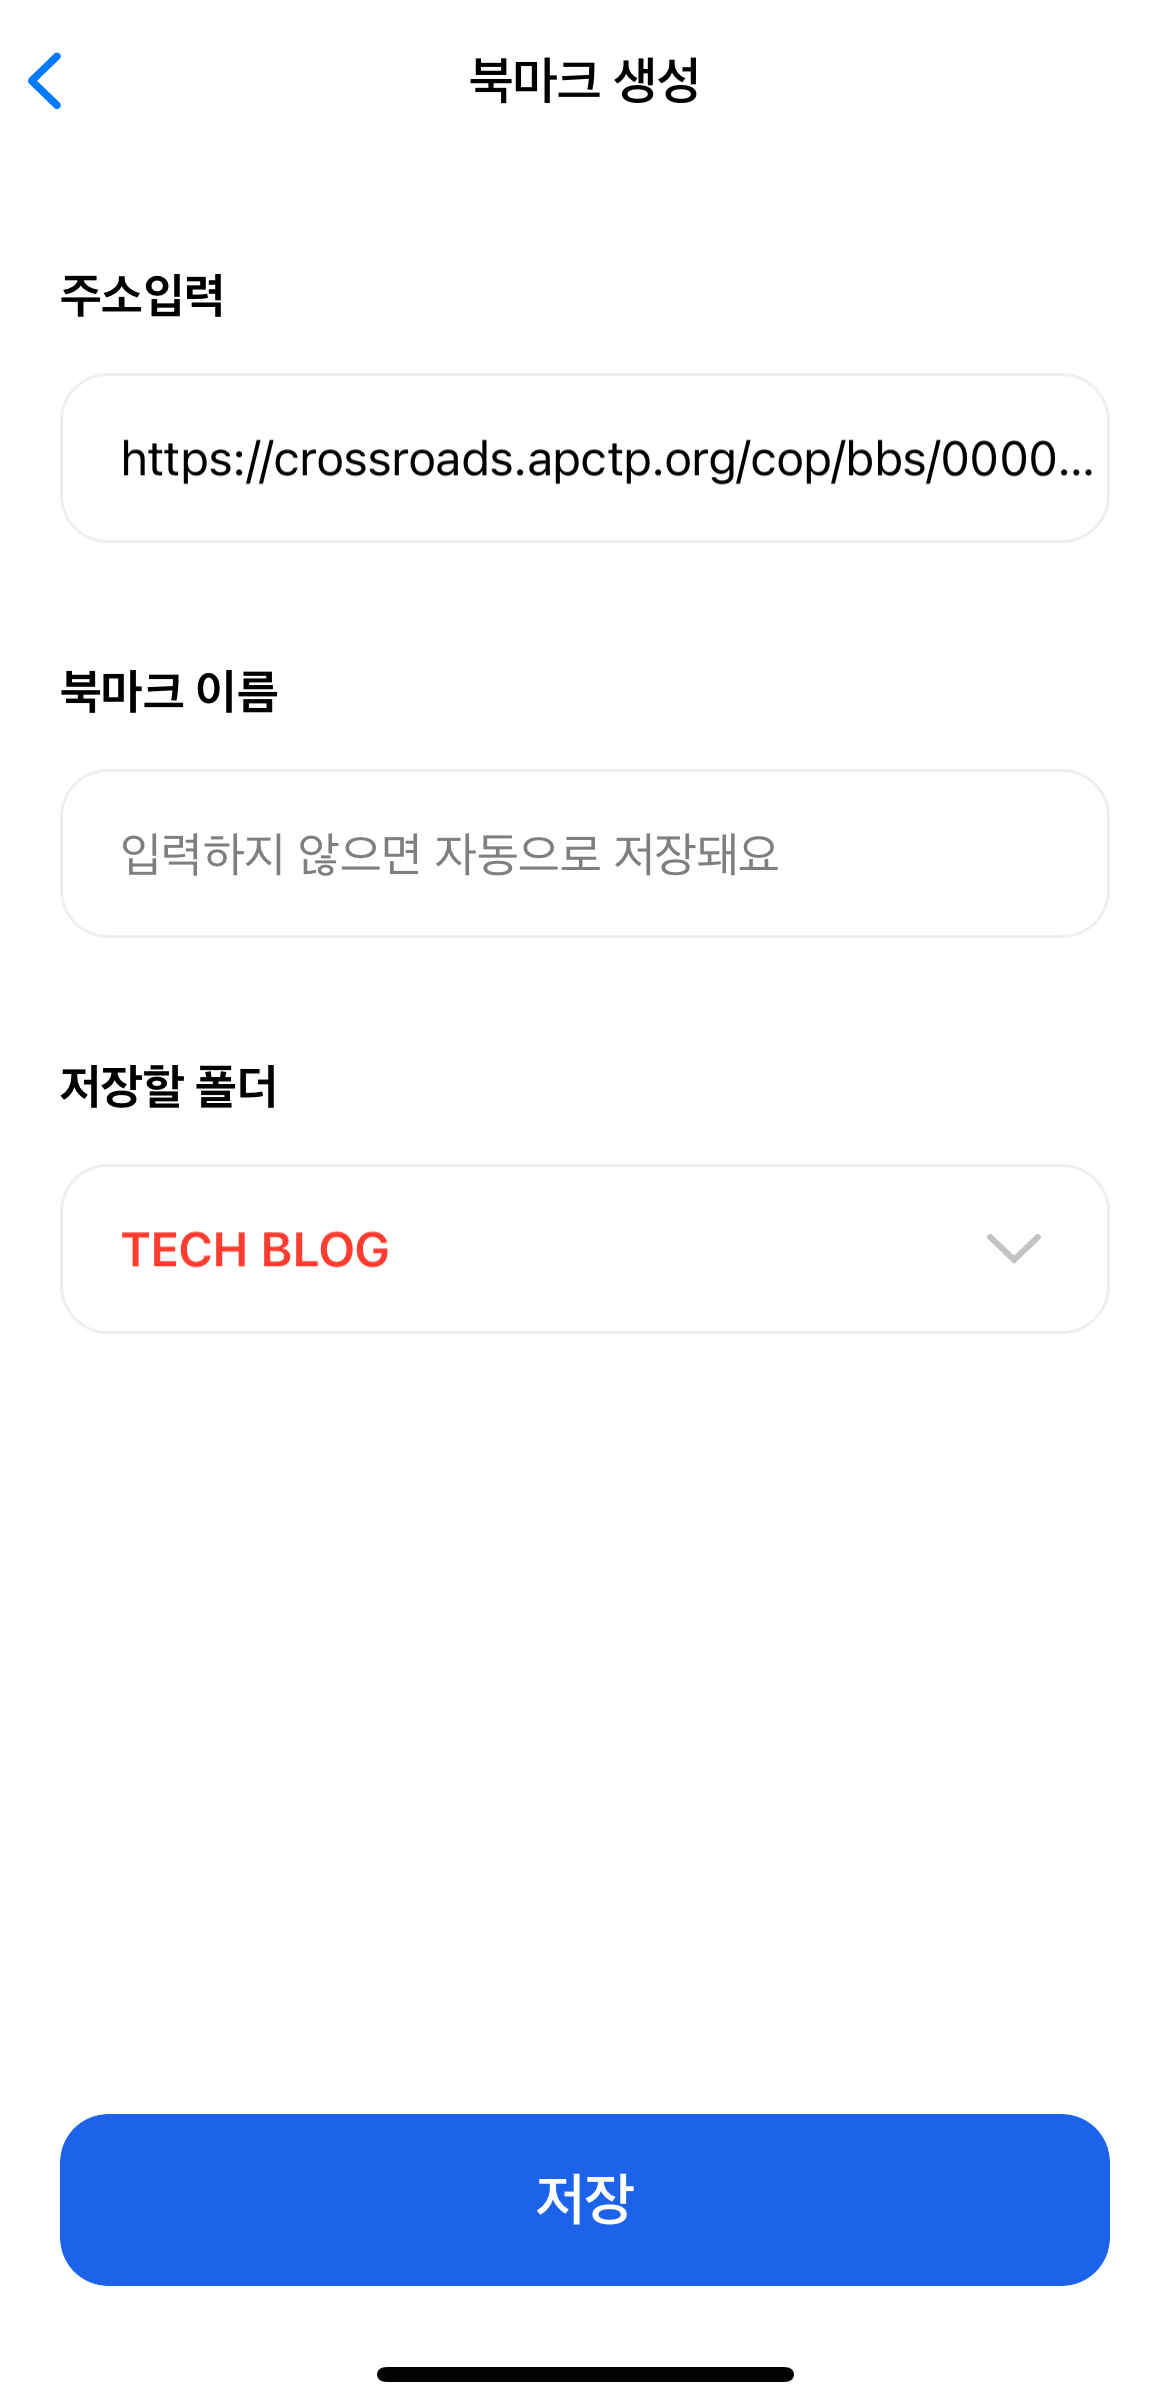 북마크 생성
주소입력
https://crossroads.apctp.org/cop/bbs/0000...
북마크 이름
입력하지 않으면 자동으로 저장돼요
저장할 폴더
TECH BLOG
저장